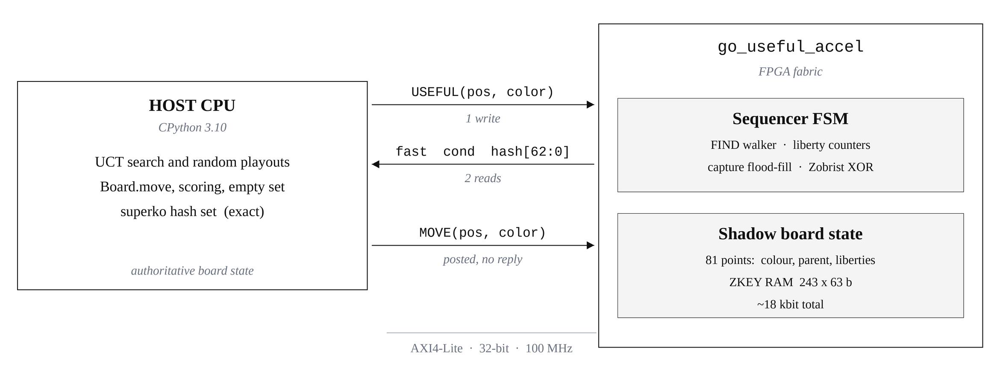 HOST CPU
CPython 3.10
UCT search and random playouts
Board.move, scoring, empty set
superko hash set (exact)
authoritative board state
USEFUL(pos, color)
1 write
fast cond hash[62:0]
2 reads
MOVE(pos, color)
posted, no reply
AXI4-Lite · 32-bit · 100 MHz
go_useful_accel
FPGA fabric
Sequencer FSM
FIND walker · liberty counters
capture flood-fill · Zobrist XOR
Shadow board state
81 points: colour, parent, liberties
ZKEY RAM 243 x 63 b
~18 kbit total